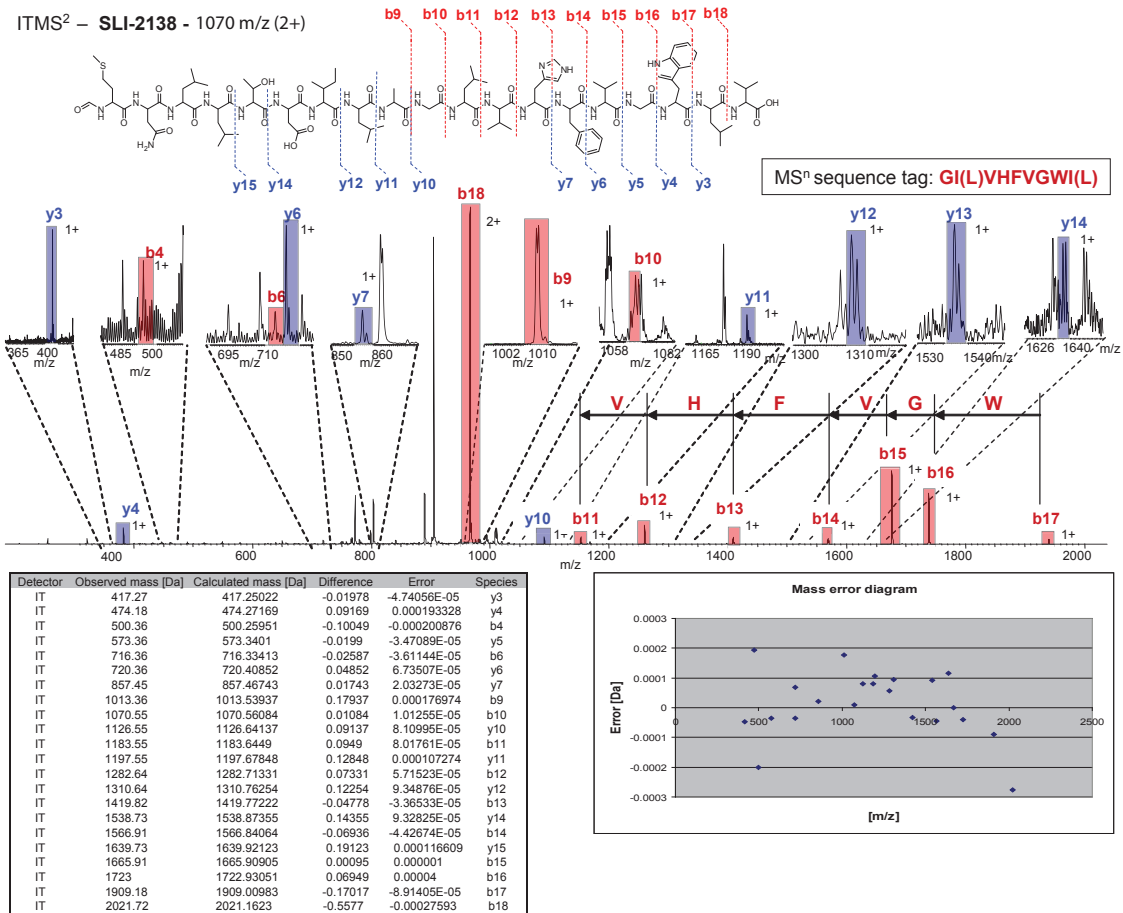 ITMS² – SLI-2138 - 1070 m/z (2+)
b9 b10 b11 b12 b13 b14 b15 b16 b17 b18
S
OH
N
NH
HN
O
H₂N
HO
OH
y15 y14 y12 y11 y10 y7 y6 y5 y4 y3
MSⁿ sequence tag: GI(L)VHFVGWI(L)
y3 1+
b4 1+
b6 y6 1+
y7 1+
b18 2+
b9 1+
b10 1+
y11 1+
y12 1+
y13 1+
y14 1+
365 400 m/z
485 500 m/z
695 710 m/z
850 860 m/z
1002 1010 m/z
1058 1082 m/z
1165 1190 m/z
1300 1310 m/z
1530 1540 m/z
1626 1640 m/z
V H F V G W
y4 1+
y10 1+
b11 1+
b12 1+
b13 1+
b14 1+
b15 1+
b16 1+
b17 1+
400 600 800 1000 1200 1400 1600 1800 2000
m/z
Detector Observed mass [Da] Calculated mass [Da] Difference Error Species
IT 417.27 417.25022 -0.01978 -4.74056E-05 y3
IT 474.18 474.27169 0.09169 0.000193328 y4
IT 500.36 500.25951 -0.10049 -0.000200876 b4
IT 573.36 573.3401 -0.0199 -3.47089E-05 y5
IT 716.36 716.33413 -0.02587 -3.61144E-05 b6
IT 720.36 720.40852 0.04852 6.73507E-05 y6
IT 857.45 857.46743 0.01743 2.03273E-05 y7
IT 1013.36 1013.53937 0.17937 0.000176974 b9
IT 1070.55 1070.56084 0.01084 1.01255E-05 b10
IT 1126.55 1126.64137 0.09137 8.10995E-05 y10
IT 1183.55 1183.6449 0.0949 8.01761E-05 b11
IT 1197.55 1197.67848 0.12848 0.000107274 y11
IT 1282.64 1282.71331 0.07331 5.71523E-05 b12
IT 1310.64 1310.76254 0.12254 9.34876E-05 y12
IT 1419.82 1419.77222 -0.04778 -3.36533E-05 b13
IT 1538.73 1538.87355 0.14355 9.32825E-05 y14
IT 1566.91 1566.84064 -0.06936 -4.42674E-05 b14
IT 1639.73 1639.92123 0.19123 0.000116609 y15
IT 1665.91 1665.90905 0.00095 0.000001 b15
IT 1723 1722.93051 0.06949 0.00004 b16
IT 1909.18 1909.00983 -0.17017 -8.91405E-05 b17
IT 2021.72 2021.1623 -0.5577 -0.00027593 b18
Mass error diagram
0.0003
0.0002
0.0001
0
-0.0001
-0.0002
-0.0003
Error [Da]
0 500 1000 1500 2000 2500
[m/z]